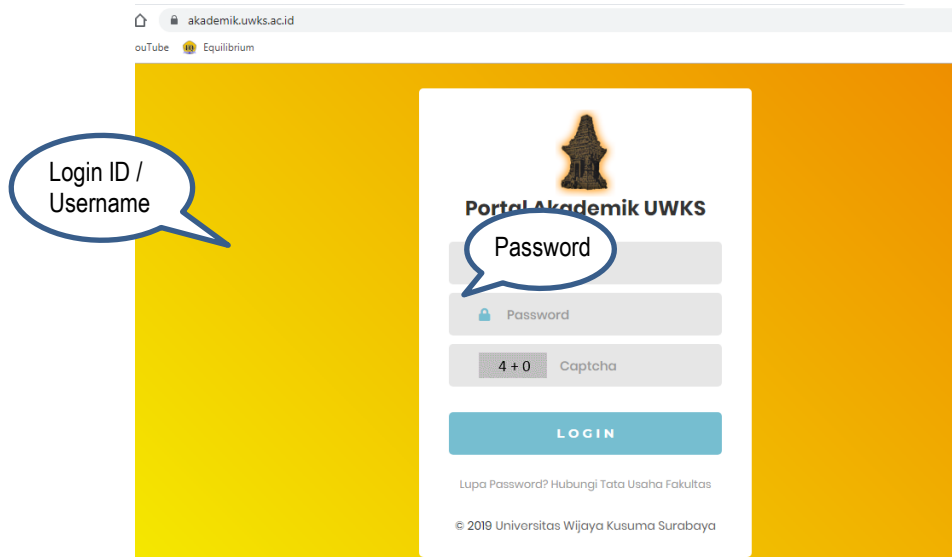 akademik.uwks.ac.id
ouTube Equilibrium
Login ID /
Username
Portal Akademik UWKS
Password
Password
4 + 0 Captcha
LOGIN
Lupa Password? Hubungi Tata Usaha Fakultas
© 2019 Universitas Wijaya Kusuma Surabaya